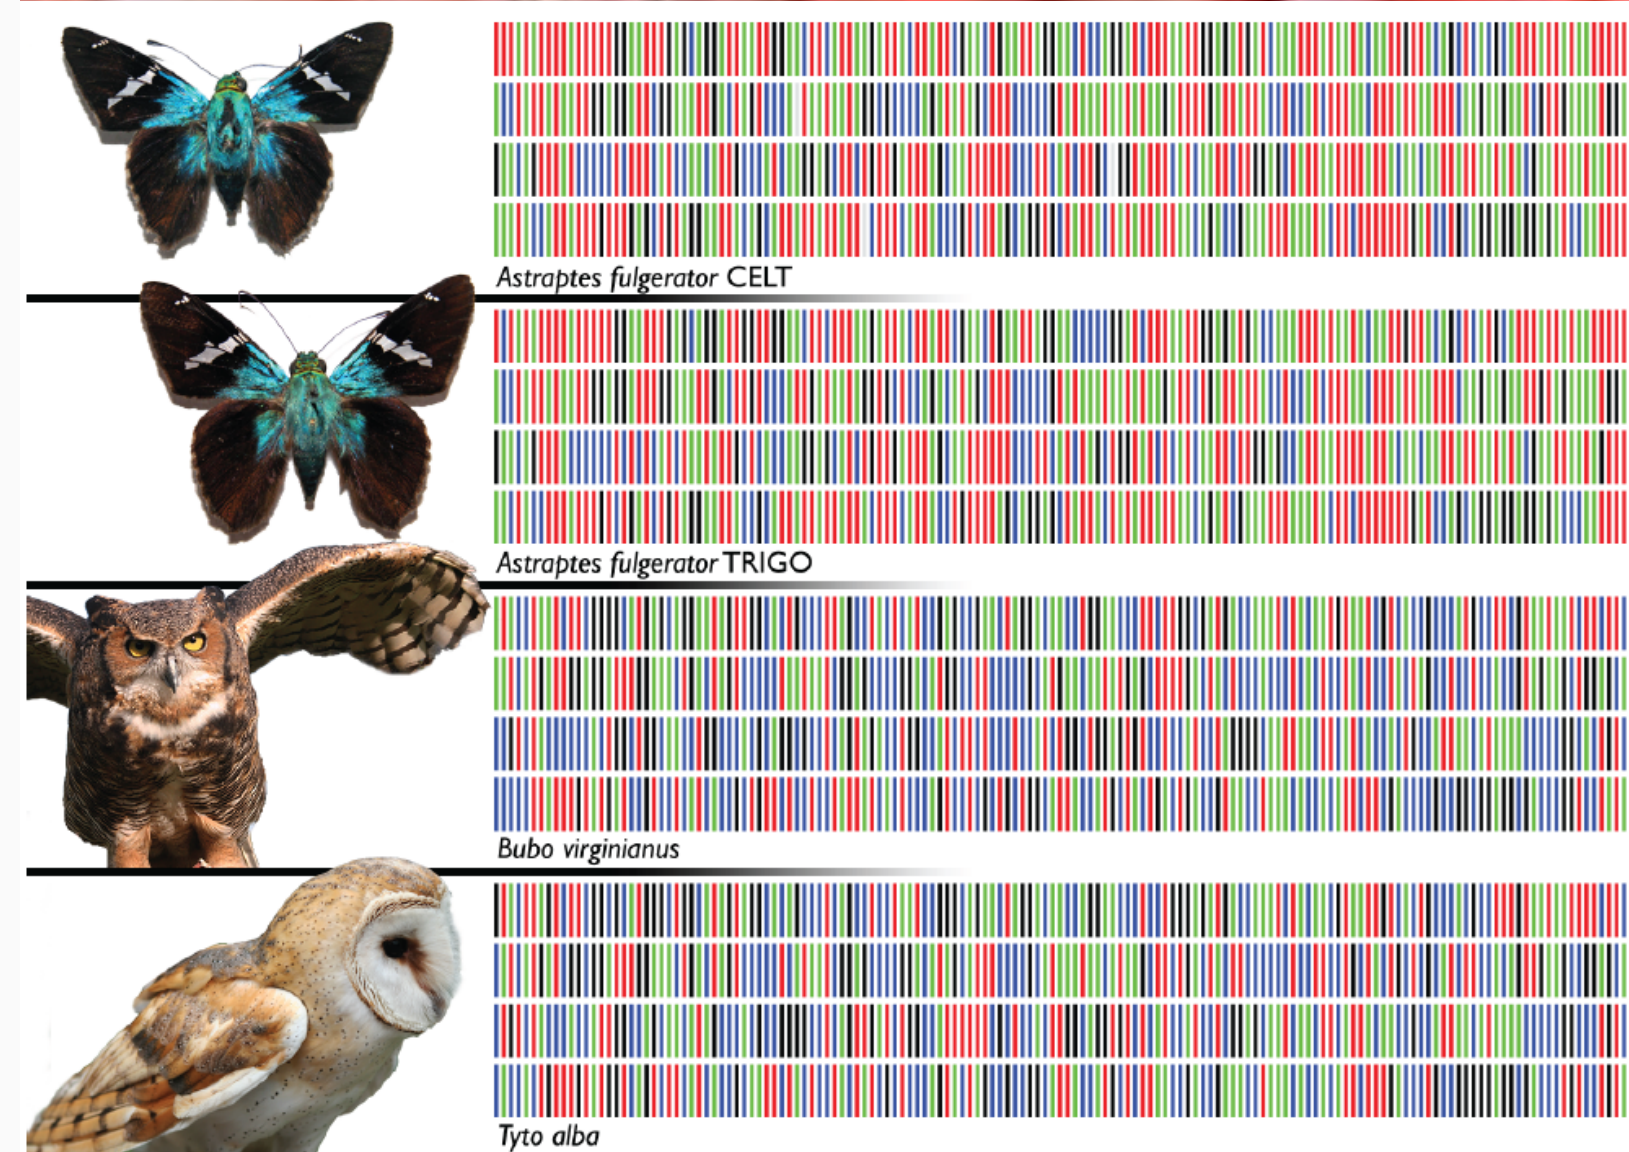 Astraptes fulgerator CELT
Astraptes fulgerator TRIGO
Bubo virginianus
Tyto alba